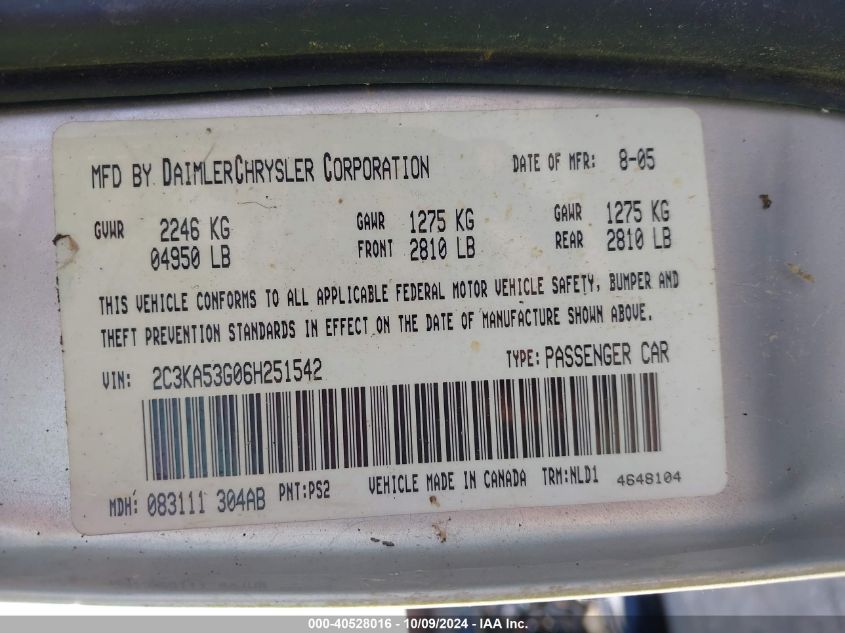 MFD BY DAIMLERCHRYSLER CORPORATION DATE OF MFR: 8-05
GVWR 2246 KG GAWR 1275 KG GAWR 1275 KG
04950 LB FRONT 2810 LB REAR 2810 LB
THIS VEHICLE CONFORMS TO ALL APPLICABLE FEDERAL MOTOR VEHICLE SAFETY, BUMPER AND
THEFT PREVENTION STANDARDS IN EFFECT ON THE DATE OF MANUFACTURE SHOWN ABOVE.
VIN: 2C3KA53G06H251542 TYPE: PASSENGER CAR
MDH: 083111 304AB PNT:PS2 VEHICLE MADE IN CANADA TRM:NLD1 4648104
000-40528016 - 10/09/2024 - IAA Inc.